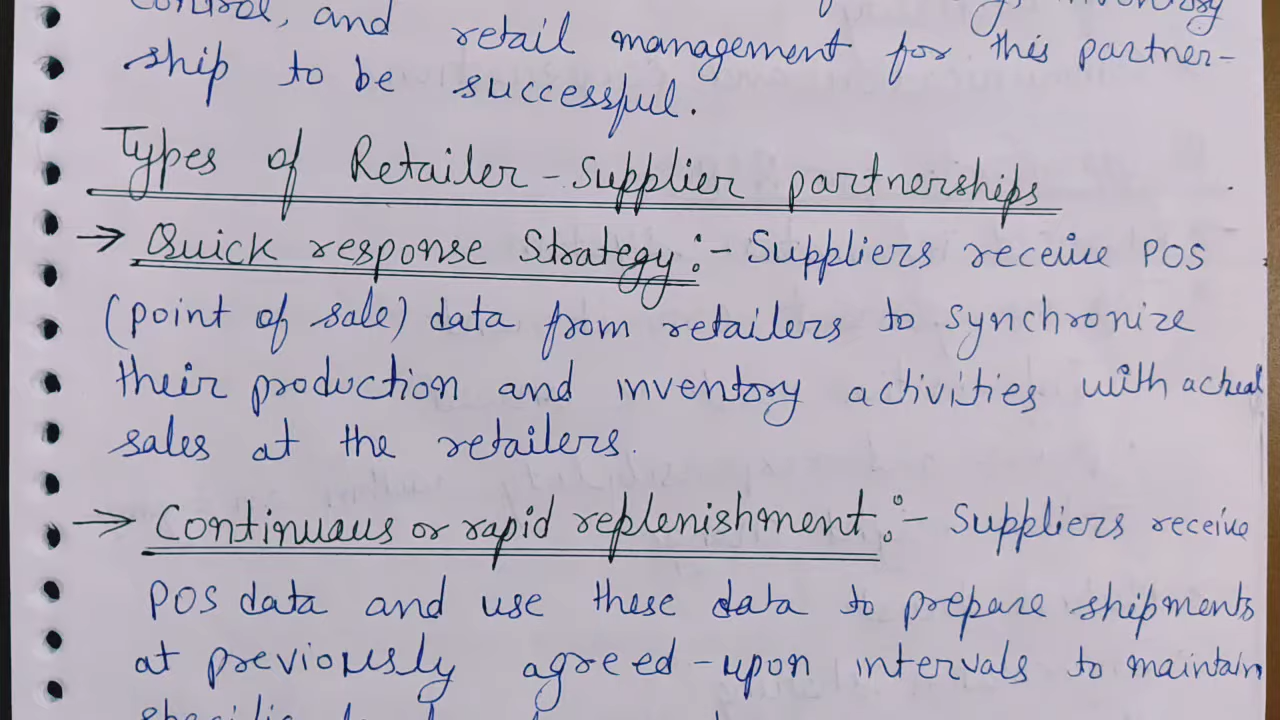 control, and retail management for this partner-
ship to be successful.
Types of Retailer - Supplier partnerships
→ Quick response Strategy :- Suppliers receive POS
(point of sale) data from retailers to synchronize
their production and inventory activities with actual
sales at the retailers.
→ Continuous or rapid replenishment :- Suppliers receive
POS data and use these data to prepare shipments
at previously agreed-upon intervals to maintain
specific